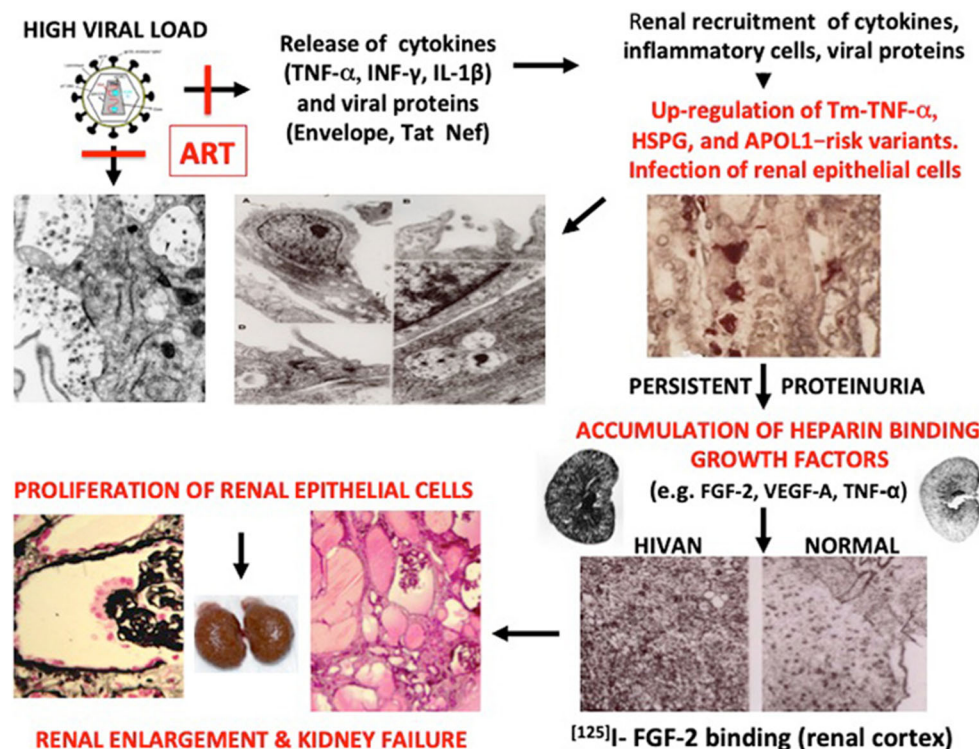 HIGH VIRAL LOAD
ART
Release of cytokines
(TNF-α, INF-γ, IL-1β)
and viral proteins
(Envelope, Tat Nef)
Renal recruitment of cytokines,
inflammatory cells, viral proteins
Up-regulation of Tm-TNF-α,
HSPG, and APOL1–risk variants.
Infection of renal epithelial cells
A
B
D
PERSISTENT PROTEINURIA
ACCUMULATION OF HEPARIN BINDING
GROWTH FACTORS
(e.g. FGF-2, VEGF-A, TNF-α)
HIVAN NORMAL
[125]I- FGF-2 binding (renal cortex)
PROLIFERATION OF RENAL EPITHELIAL CELLS
RENAL ENLARGEMENT & KIDNEY FAILURE